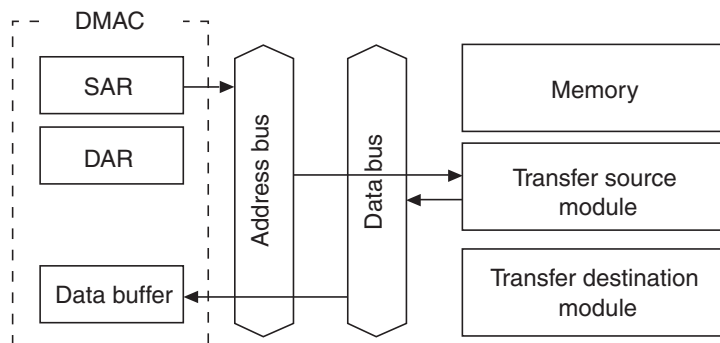 DMAC
SAR
DAR
Data buffer
Address bus
Data bus
Memory
Transfer source
module
Transfer destination
module